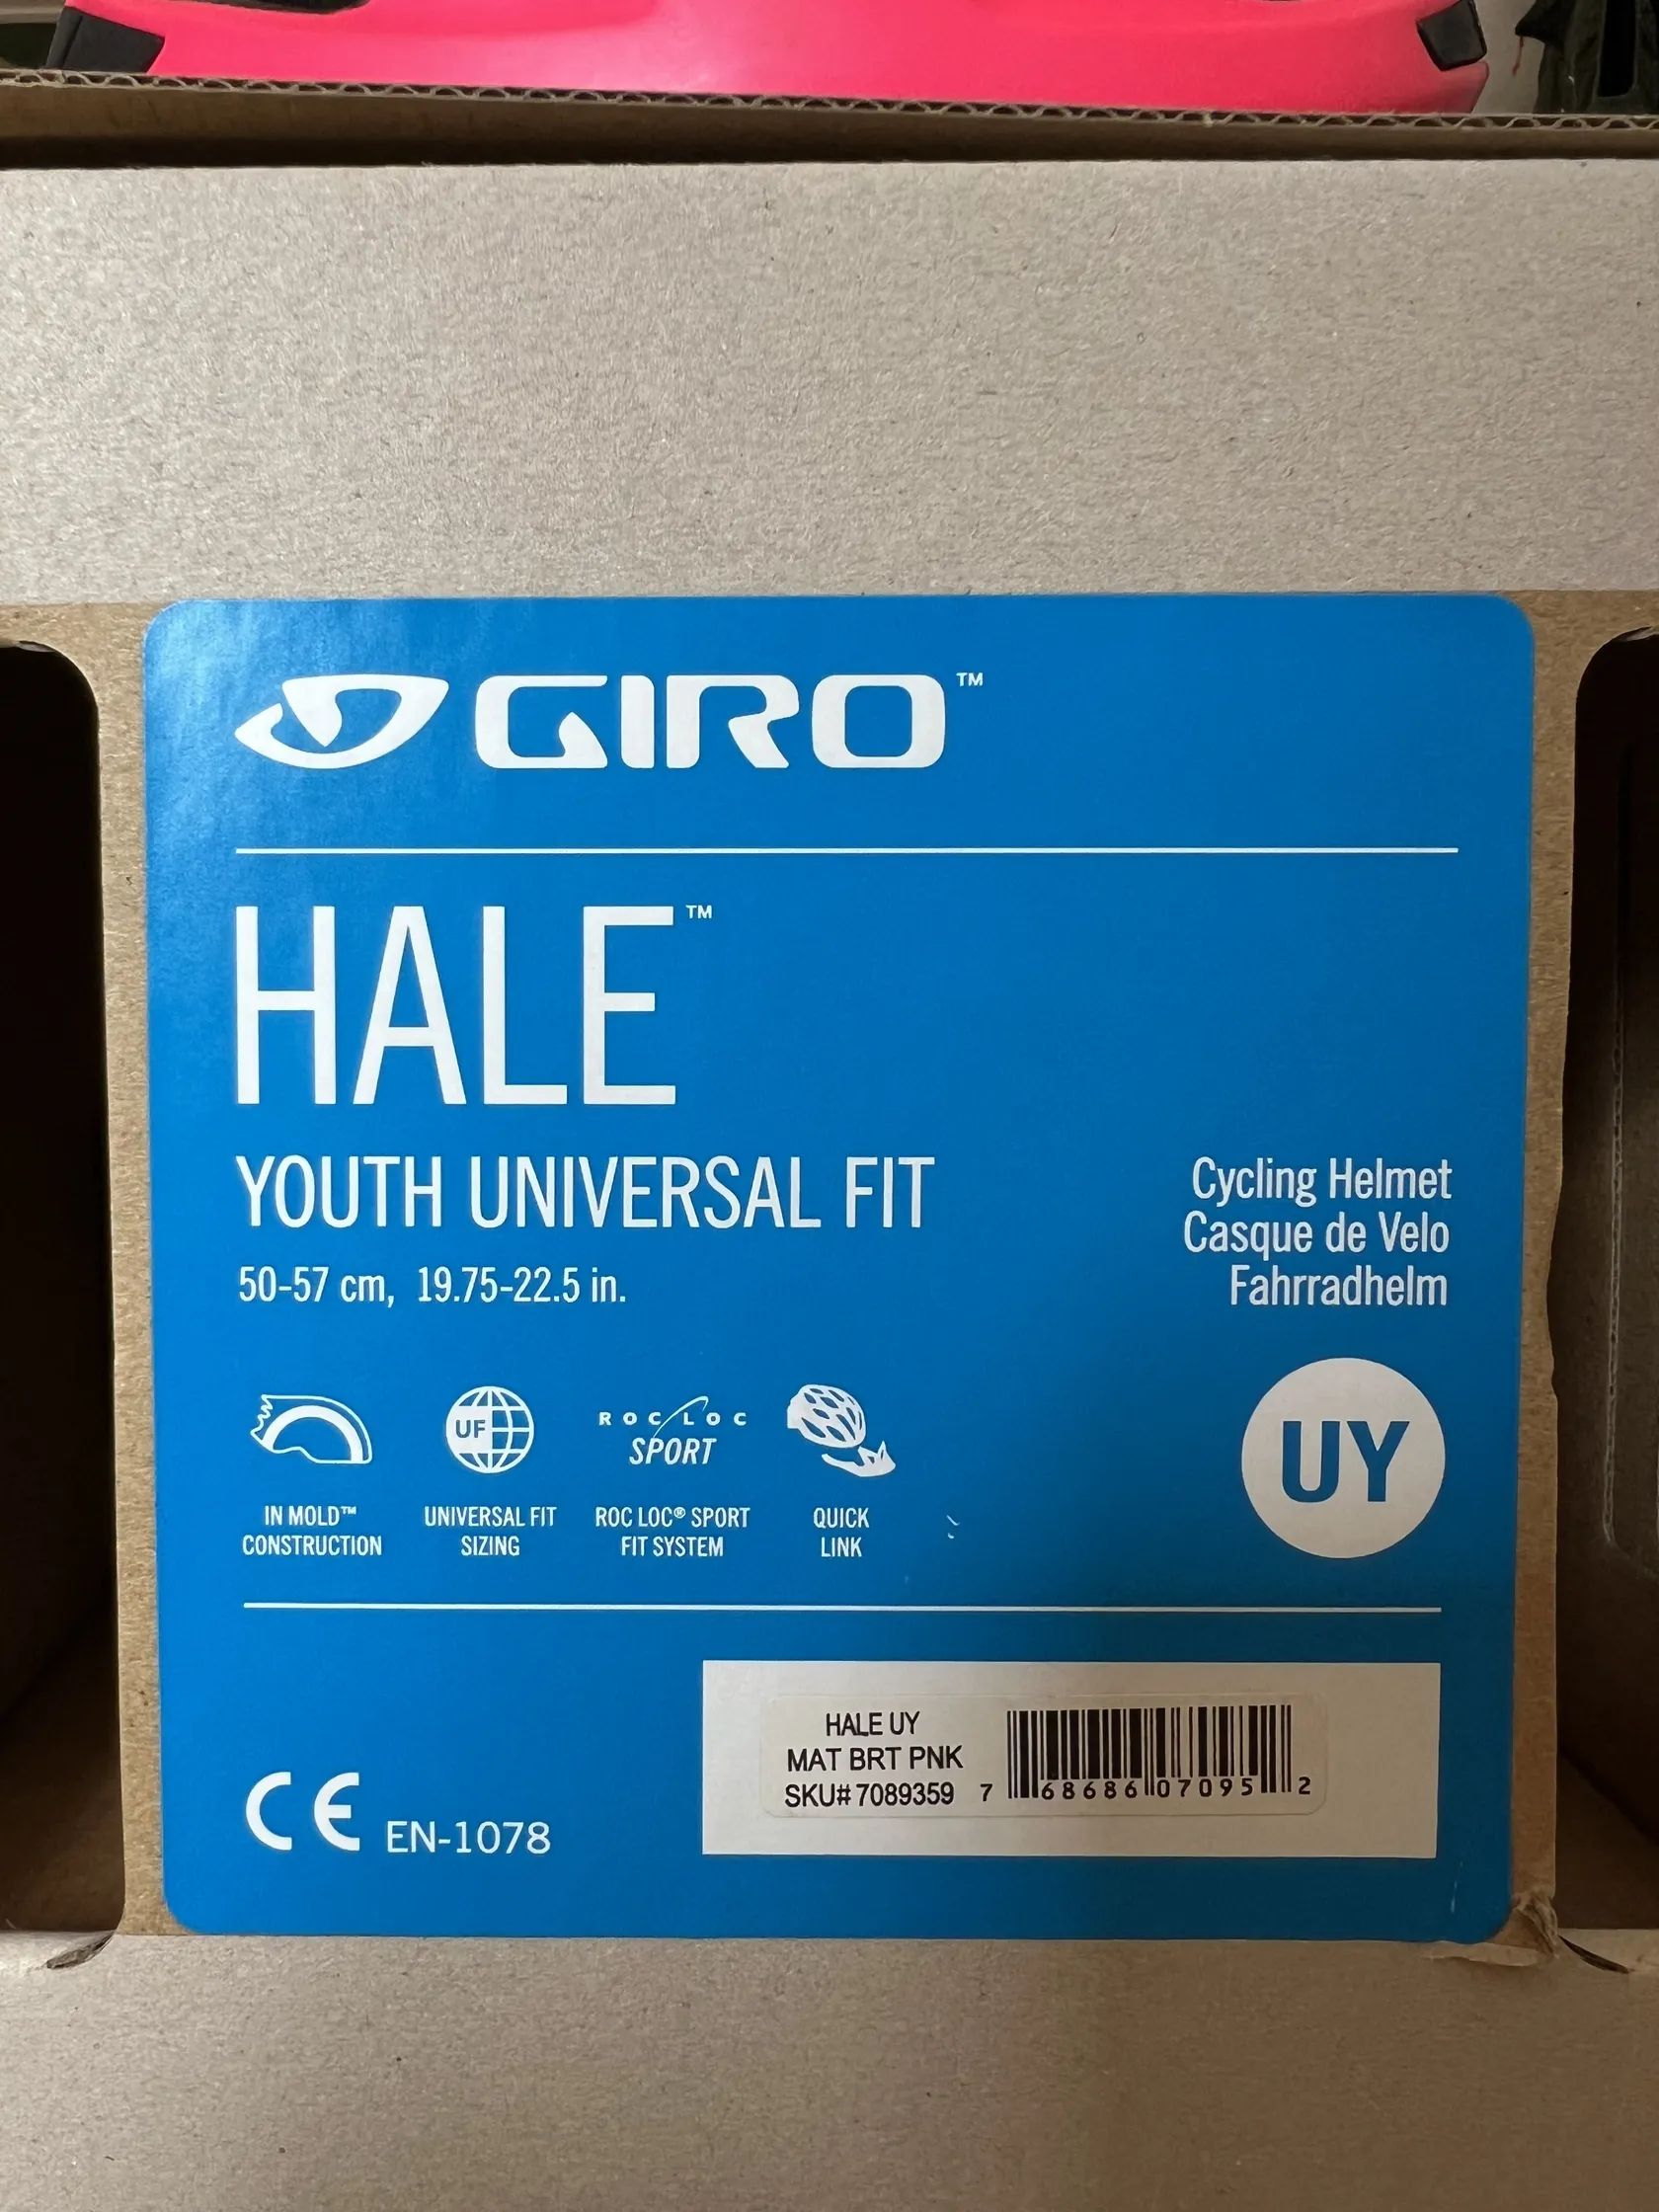 GIRO™
HALE™
YOUTH UNIVERSAL FIT
50-57 cm, 19.75-22.5 in.
Cycling Helmet
Casque de Velo
Fahrradhelm
UF
ROC LOC
SPORT
IN MOLD™
CONSTRUCTION
UNIVERSAL FIT
SIZING
ROC LOC® SPORT
FIT SYSTEM
QUICK
LINK
UY
CE EN-1078
HALE UY
MAT BRT PNK
SKU# 7089359
7 68686 07095 2